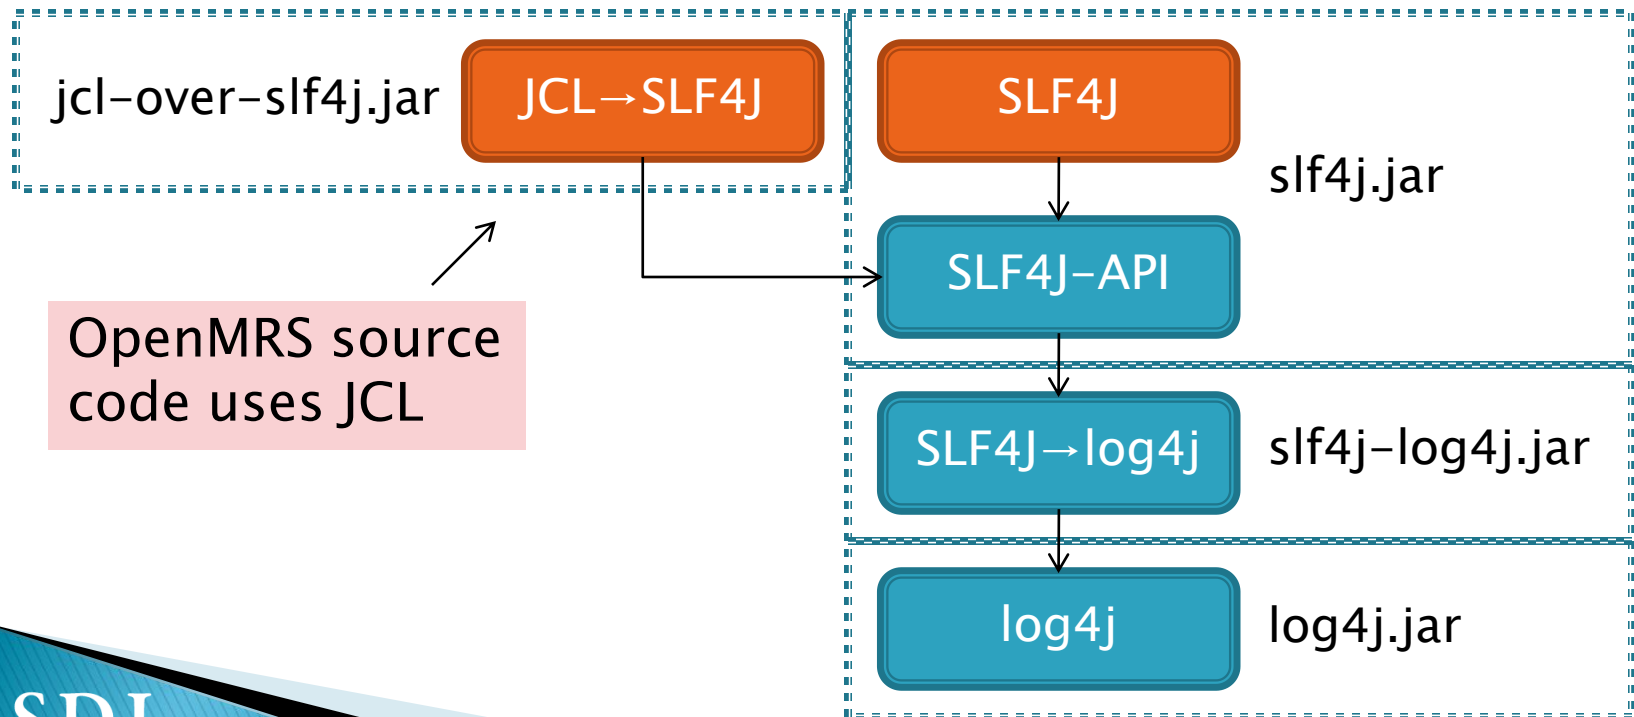 jcl-over-slf4j.jar
JCL→SLF4J
SLF4J
slf4j.jar
SLF4J-API
OpenMRS source
code uses JCL
SLF4J→log4j
slf4j-log4j.jar
log4j
log4j.jar